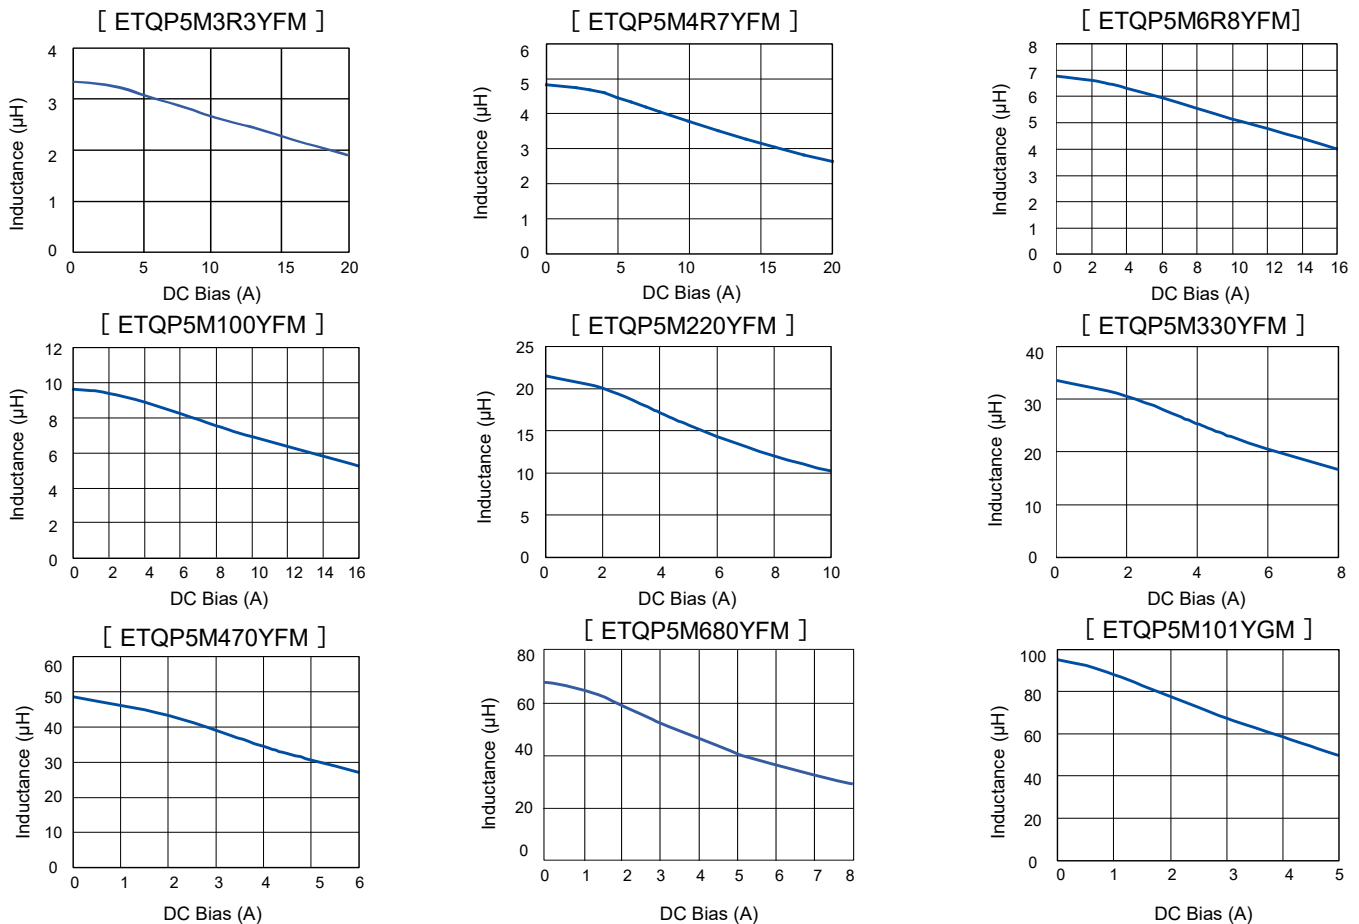 [ ETQP5M3R3YFM ]
Inductance (µH)
4
3
2
1
0
0 5 10 15 20
DC Bias (A)
[ ETQP5M4R7YFM ]
Inductance (µH)
6
5
4
3
2
1
0
0 5 10 15 20
DC Bias (A)
[ ETQP5M6R8YFM]
Inductance (µH)
8
7
6
5
4
3
2
1
0
0 2 4 6 8 10 12 14 16
DC Bias (A)
[ ETQP5M100YFM ]
Inductance (µH)
12
10
8
6
4
2
0
0 2 4 6 8 10 12 14 16
DC Bias (A)
[ ETQP5M220YFM ]
Inductance (µH)
25
20
15
10
5
0
0 2 4 6 8 10
DC Bias (A)
[ ETQP5M330YFM ]
Inductance (µH)
40
30
20
10
0
0 2 4 6 8
DC Bias (A)
[ ETQP5M470YFM ]
Inductance (µH)
60
50
40
30
20
10
0
0 1 2 3 4 5 6
DC Bias (A)
[ ETQP5M680YFM ]
Inductance (µH)
80
60
40
20
0
0 1 2 3 4 5 6 7 8
DC Bias (A)
[ ETQP5M101YGM ]
Inductance (µH)
100
80
60
40
20
0
0 1 2 3 4 5
DC Bias (A)